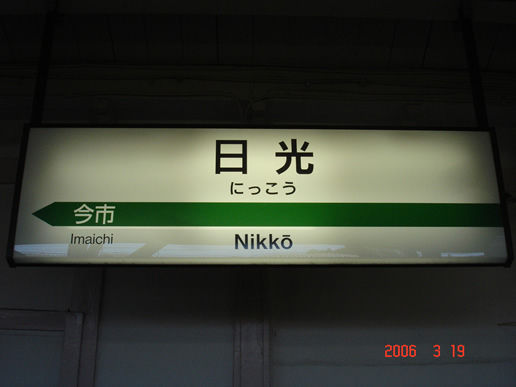 日光
にっこう
今市
Imaichi
Nikkō
2006 3 19